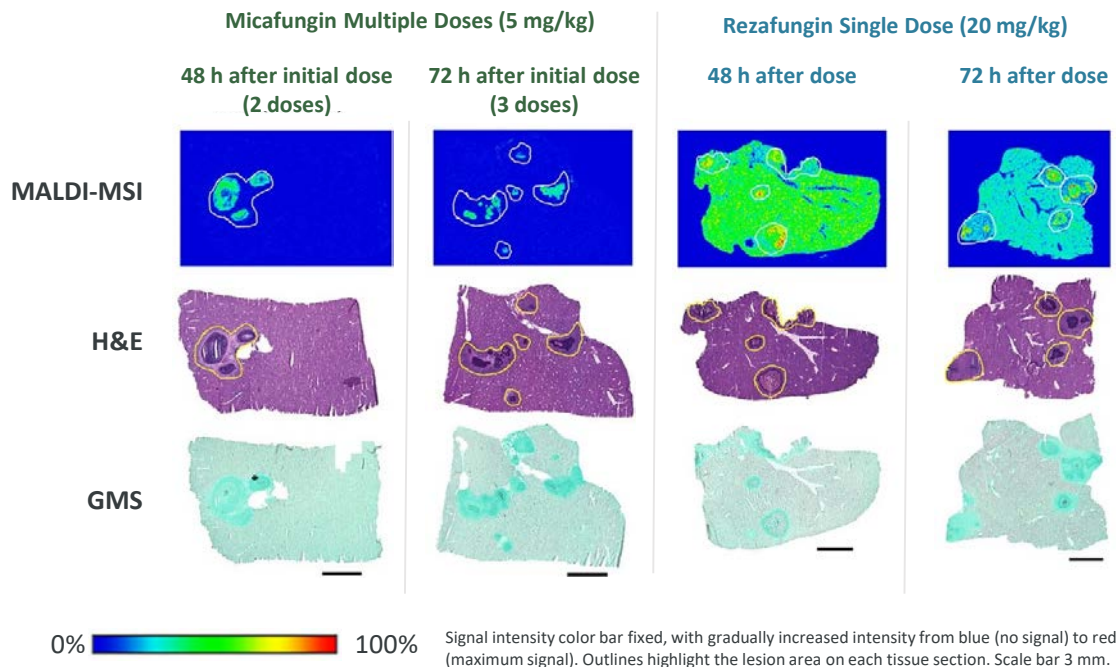 Micafungin Multiple Doses (5 mg/kg)
Rezafungin Single Dose (20 mg/kg)
48 h after initial dose
(2 doses)
72 h after initial dose
(3 doses)
48 h after dose
72 h after dose
MALDI-MSI
H&E
GMS
0%
100%
Signal intensity color bar fixed, with gradually increased intensity from blue (no signal) to red
(maximum signal). Outlines highlight the lesion area on each tissue section. Scale bar 3 mm.